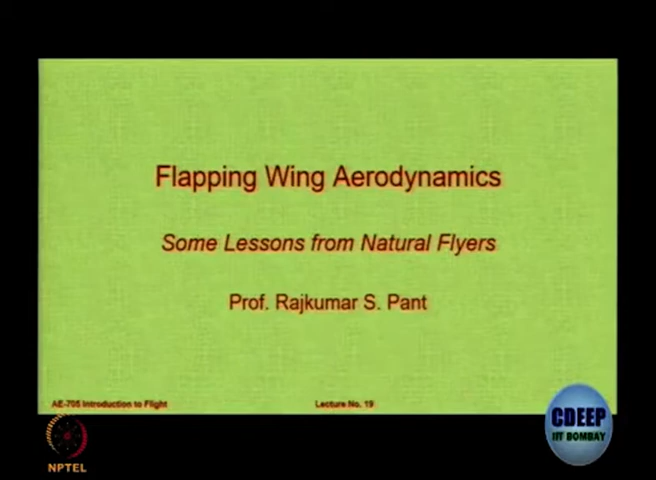 Flapping Wing Aerodynamics
Some Lessons from Natural Flyers
Prof. Rajkumar S. Pant
AE-705 Introduction to Flight
Lecture No. 19
CDEEP
IIT BOMBAY
NPTEL